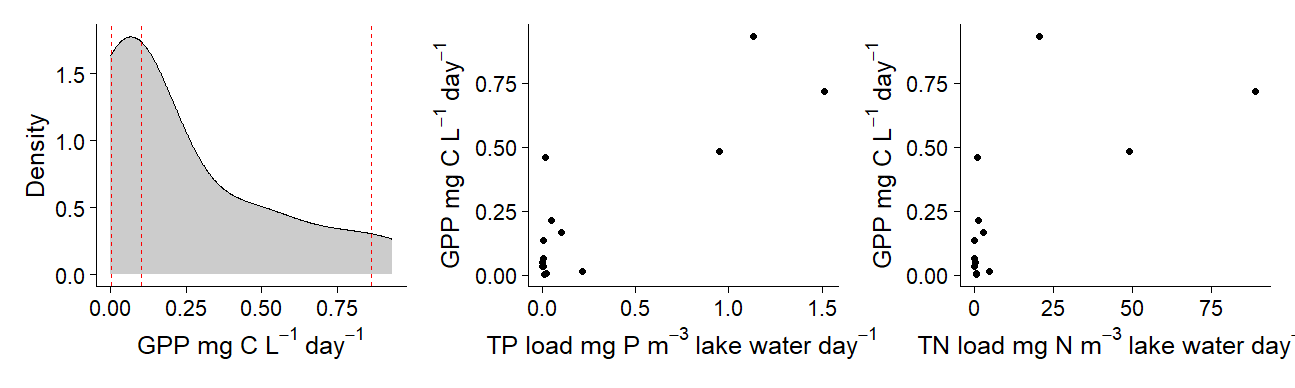 Density
0.0
0.5
1.0
1.5
0.00 0.25 0.50 0.75
GPP mg C L⁻¹ day⁻¹
GPP mg C L⁻¹ day⁻¹
0.00
0.25
0.50
0.75
0.0 0.5 1.0 1.5
TP load mg P m⁻³ lake water day⁻¹
GPP mg C L⁻¹ day⁻¹
0.00
0.25
0.50
0.75
0 25 50 75
TN load mg N m⁻³ lake water day⁻